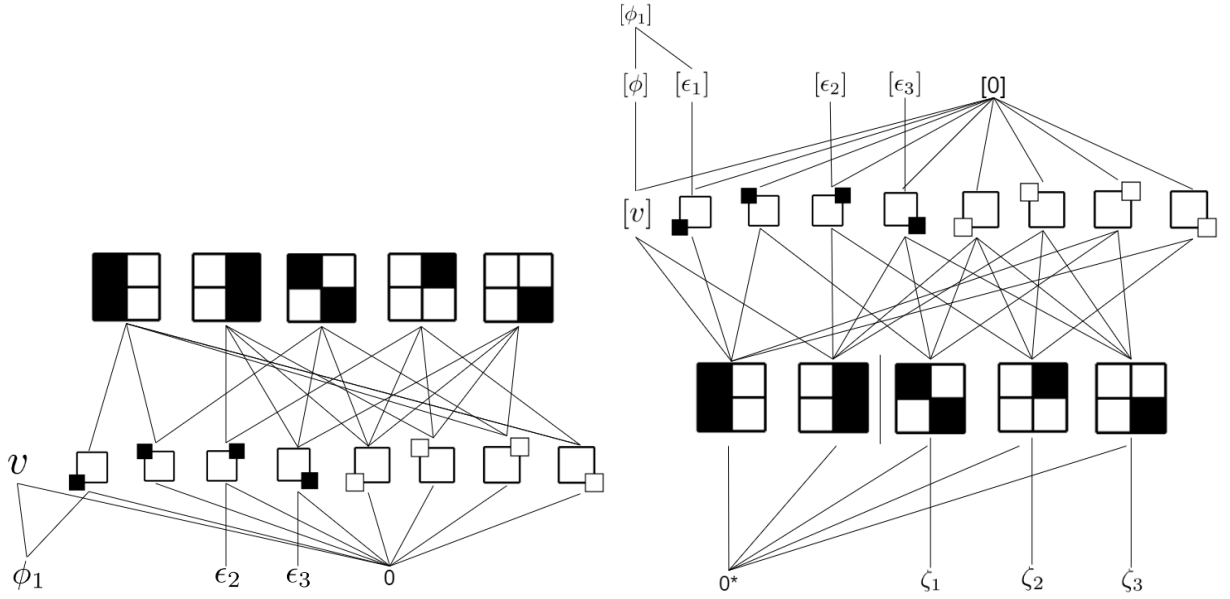 [ϕ₁]
[ϕ] [ϵ₁] [ϵ₂] [ϵ₃] [0]
[v]
v
ϕ₁ ϵ₂ ϵ₃ 0
0* ζ₁ ζ₂ ζ₃